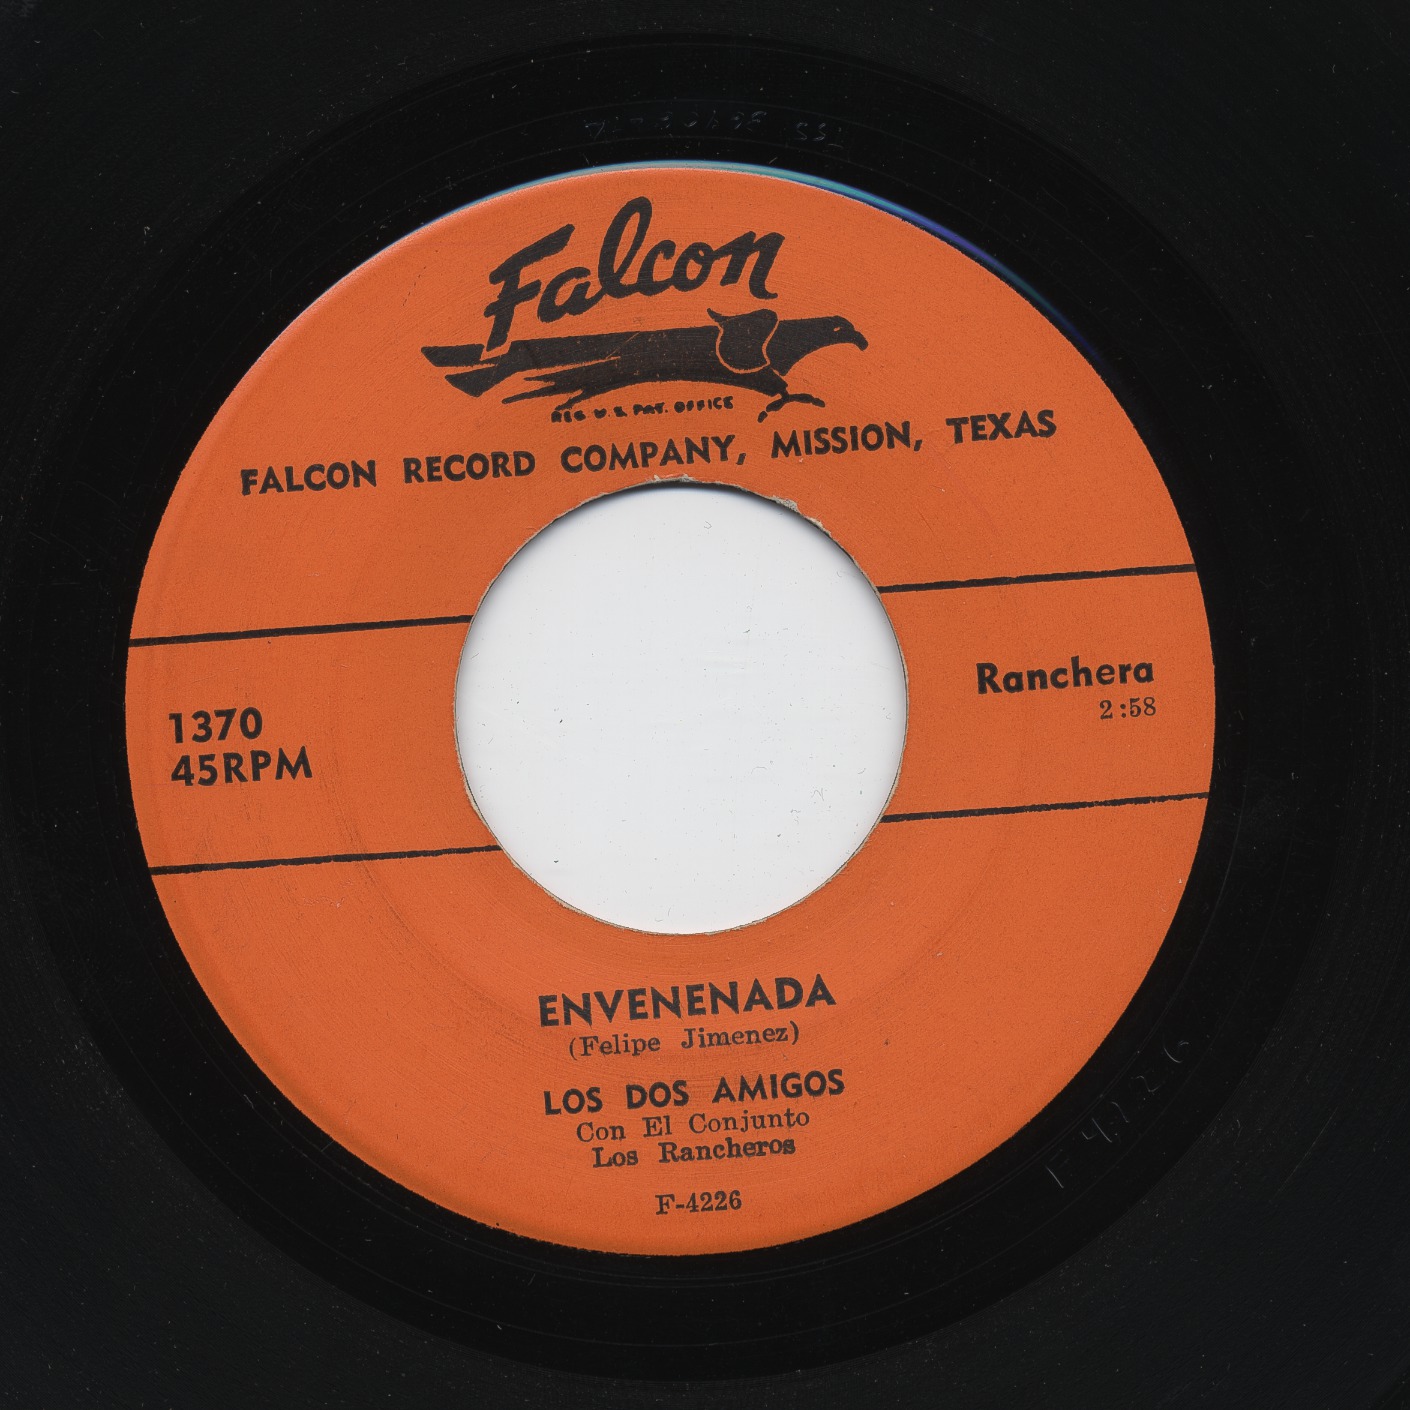 Falcon
REG U.S. PAT. OFFICE
FALCON RECORD COMPANY, MISSION, TEXAS
Ranchera
2:58
1370
45RPM
ENVENENADA
(Felipe Jimenez)
LOS DOS AMIGOS
Con El Conjunto
Los Rancheros
F-4226